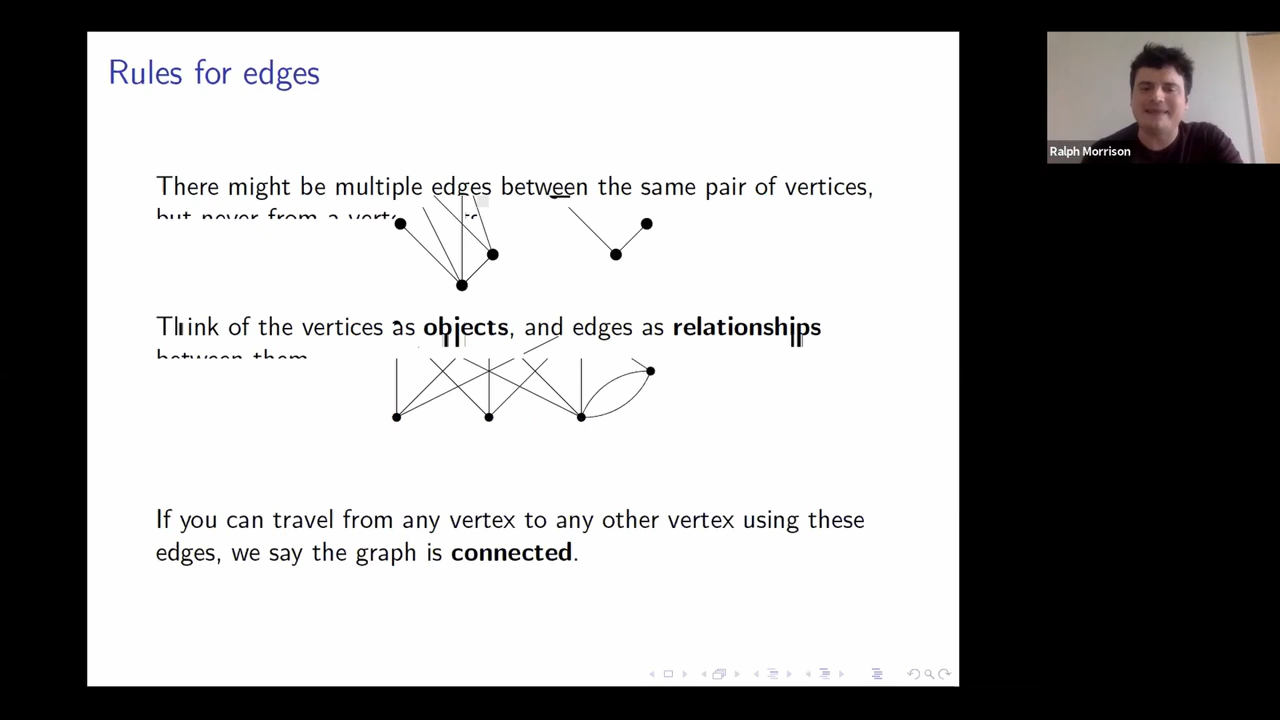 Rules for edges
There might be multiple edges between the same pair of vertices,
but never from a
Think of the vertices as objects, and edges as relationships
between them
If you can travel from any vertex to any other vertex using these
edges, we say the graph is connected.
Ralph Morrison